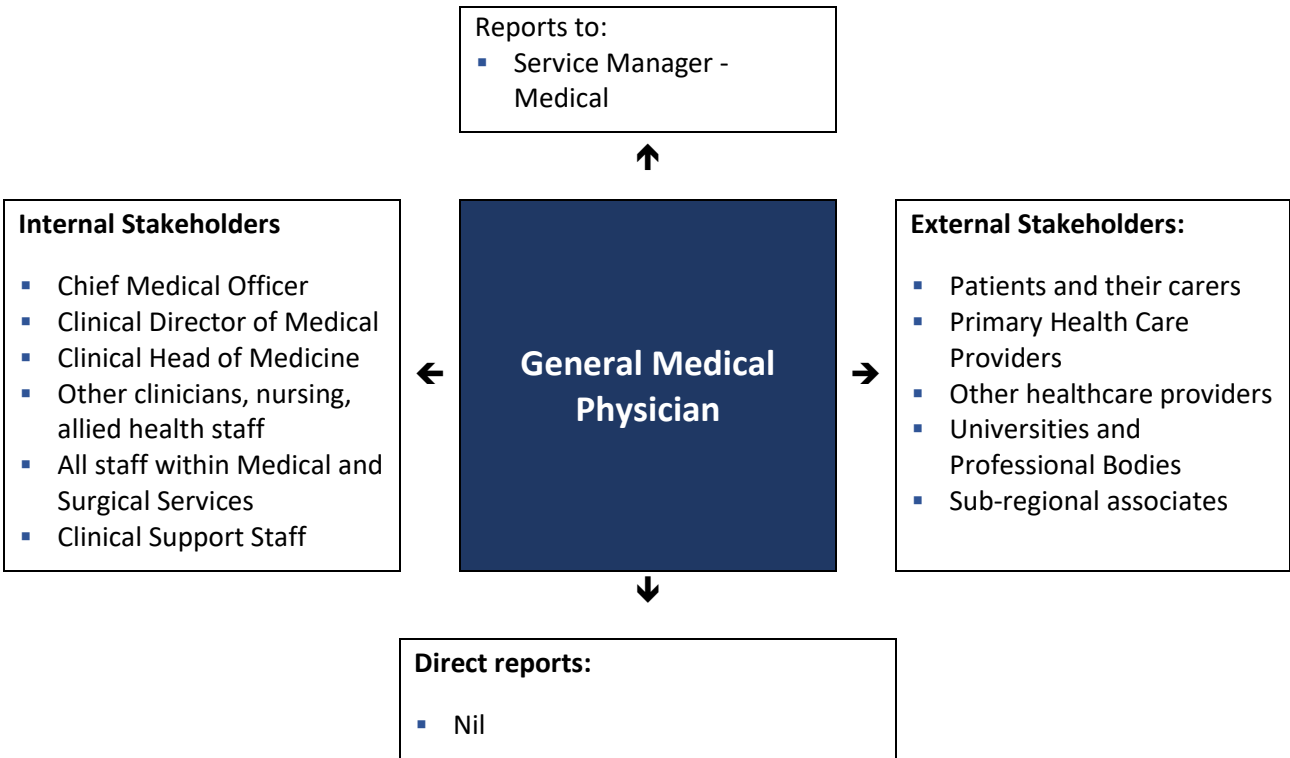 Reports to:
▪ Service Manager -
Medical
Internal Stakeholders
▪ Chief Medical Officer
▪ Clinical Director of Medical
▪ Clinical Head of Medicine
▪ Other clinicians, nursing,
allied health staff
▪ All staff within Medical and
Surgical Services
▪ Clinical Support Staff
General Medical
Physician
External Stakeholders:
▪ Patients and their carers
▪ Primary Health Care
Providers
▪ Other healthcare providers
▪ Universities and
Professional Bodies
▪ Sub-regional associates
Direct reports:
▪ Nil